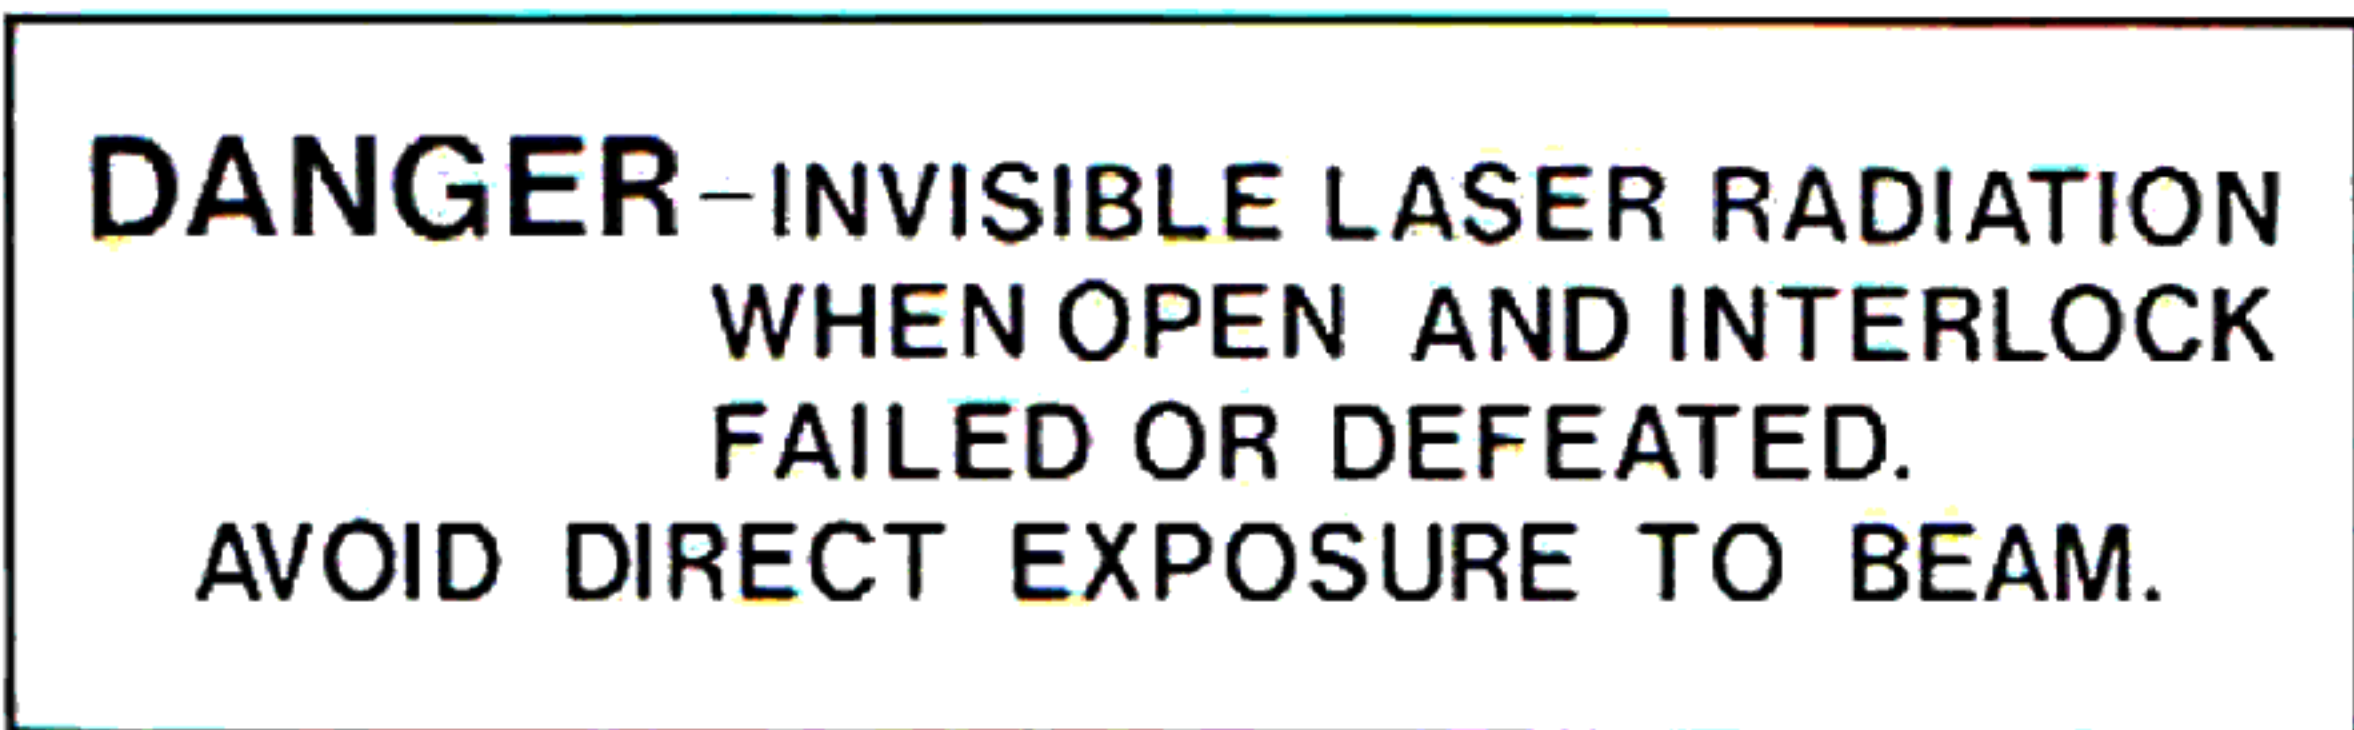 DANGER-INVISIBLE LASER RADIATION
WHEN OPEN AND INTERLOCK
FAILED OR DEFEATED.
AVOID DIRECT EXPOSURE TO BEAM.